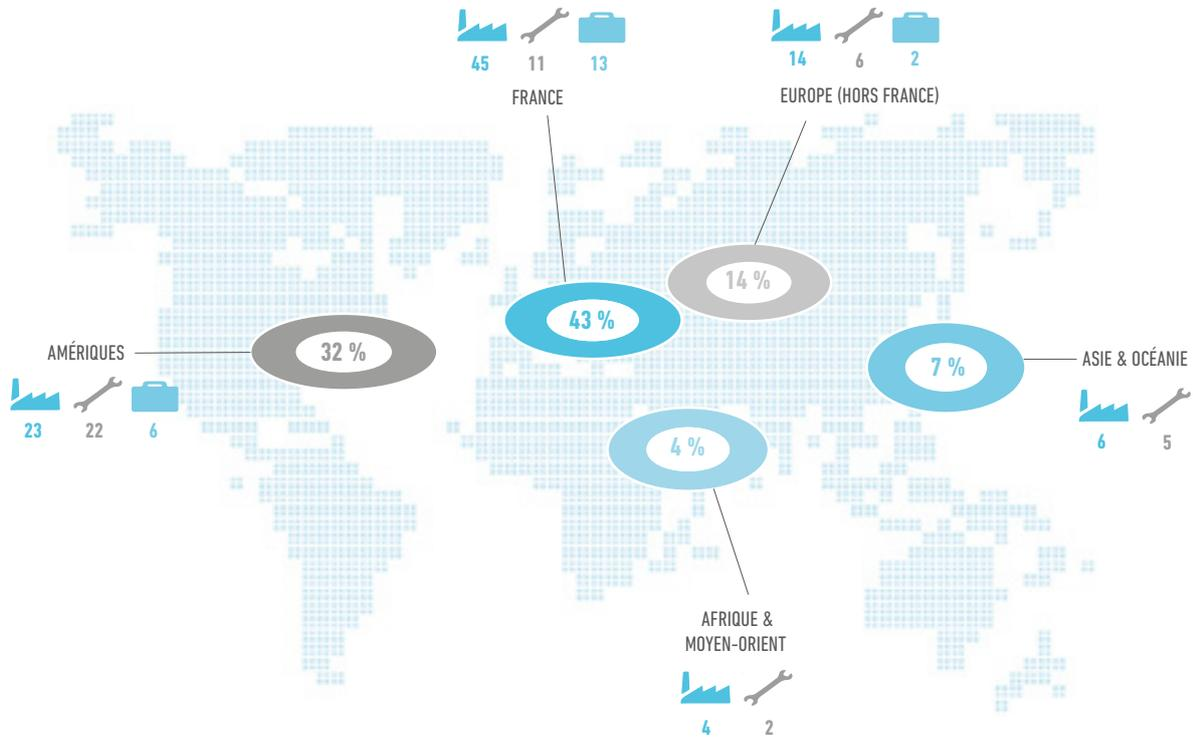 45 11 13
FRANCE
14 6 2
EUROPE (HORS FRANCE)
14 %
43 %
32 %
AMÉRIQUES
23 22 6
7 %
ASIE & OCÉANIE
6 5
4 %
AFRIQUE &
MOYEN-ORIENT
4 2